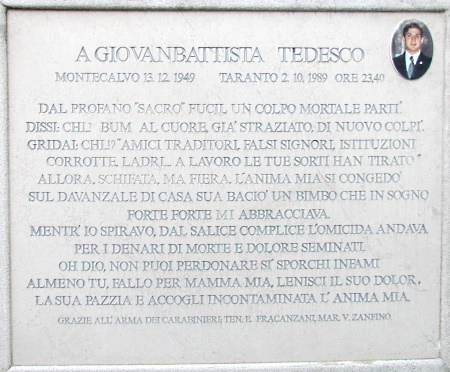 A GIOVANBATTISTA TEDESCO
MONTECALVO 13.12.1949 TARANTO 2.10.1989 ORE 23,40
DAL PROFANO "SACRO" FUCIL UN COLPO MORTALE PARTI'
DISSI: CHI..? BUM AL CUORE, GIA' STRAZIATO, DI NUOVO COLPI'.
GRIDAI: CHI..!? "AMICI TRADITORI, FALSI SIGNORI, ISTITUZIONI
CORROTTE, LADRI... A LAVORO LE TUE SORTI HAN TIRATO"
ALLORA, SCHIFATA, MA FIERA, L'ANIMA MIA SI CONGEDO'
SUL DAVANZALE DI CASA SUA BACIO' UN BIMBO CHE IN SOGNO
FORTE FORTE MI ABBRACCIAVA.
MENTR' IO SPIRAVO, DAL SALICE COMPLICE L'OMICIDA ANDAVA
PER I DENARI DI MORTE E DOLORE SEMINATI.
OH DIO, NON PUOI PERDONARE SI SPORCHI INFAMI
ALMENO TU, FALLO PER MAMMA MIA, LENISCI IL SUO DOLOR,
LA SUA PAZZIA E ACCOGLI INCONTAMINATA L'ANIMA MIA.
GRAZIE ALL'ARMA DEI CARABINIERI: TEN. E. FRACANZANI, MAR. V. ZANFINO.